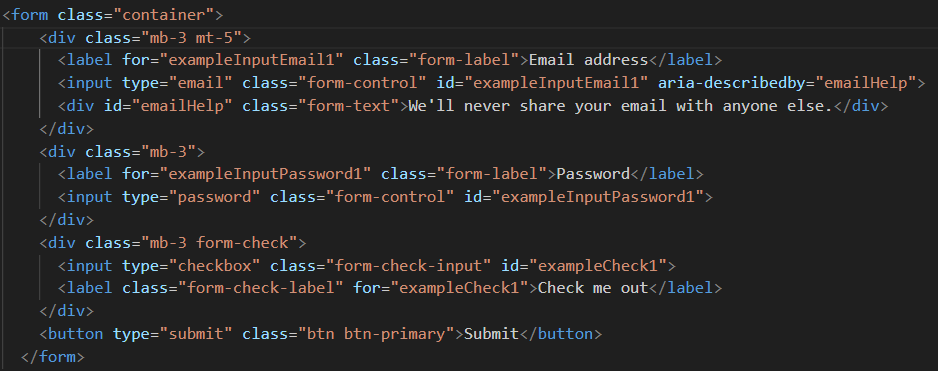 <form class="container">
<div class="mb-3 mt-5">
<label for="exampleInputEmail1" class="form-label">Email address</label>
<input type="email" class="form-control" id="exampleInputEmail1" aria-describedby="emailHelp">
<div id="emailHelp" class="form-text">We'll never share your email with anyone else.</div>
</div>
<div class="mb-3">
<label for="exampleInputPassword1" class="form-label">Password</label>
<input type="password" class="form-control" id="exampleInputPassword1">
</div>
<div class="mb-3 form-check">
<input type="checkbox" class="form-check-input" id="exampleCheck1">
<label class="form-check-label" for="exampleCheck1">Check me out</label>
</div>
<button type="submit" class="btn btn-primary">Submit</button>
</form>